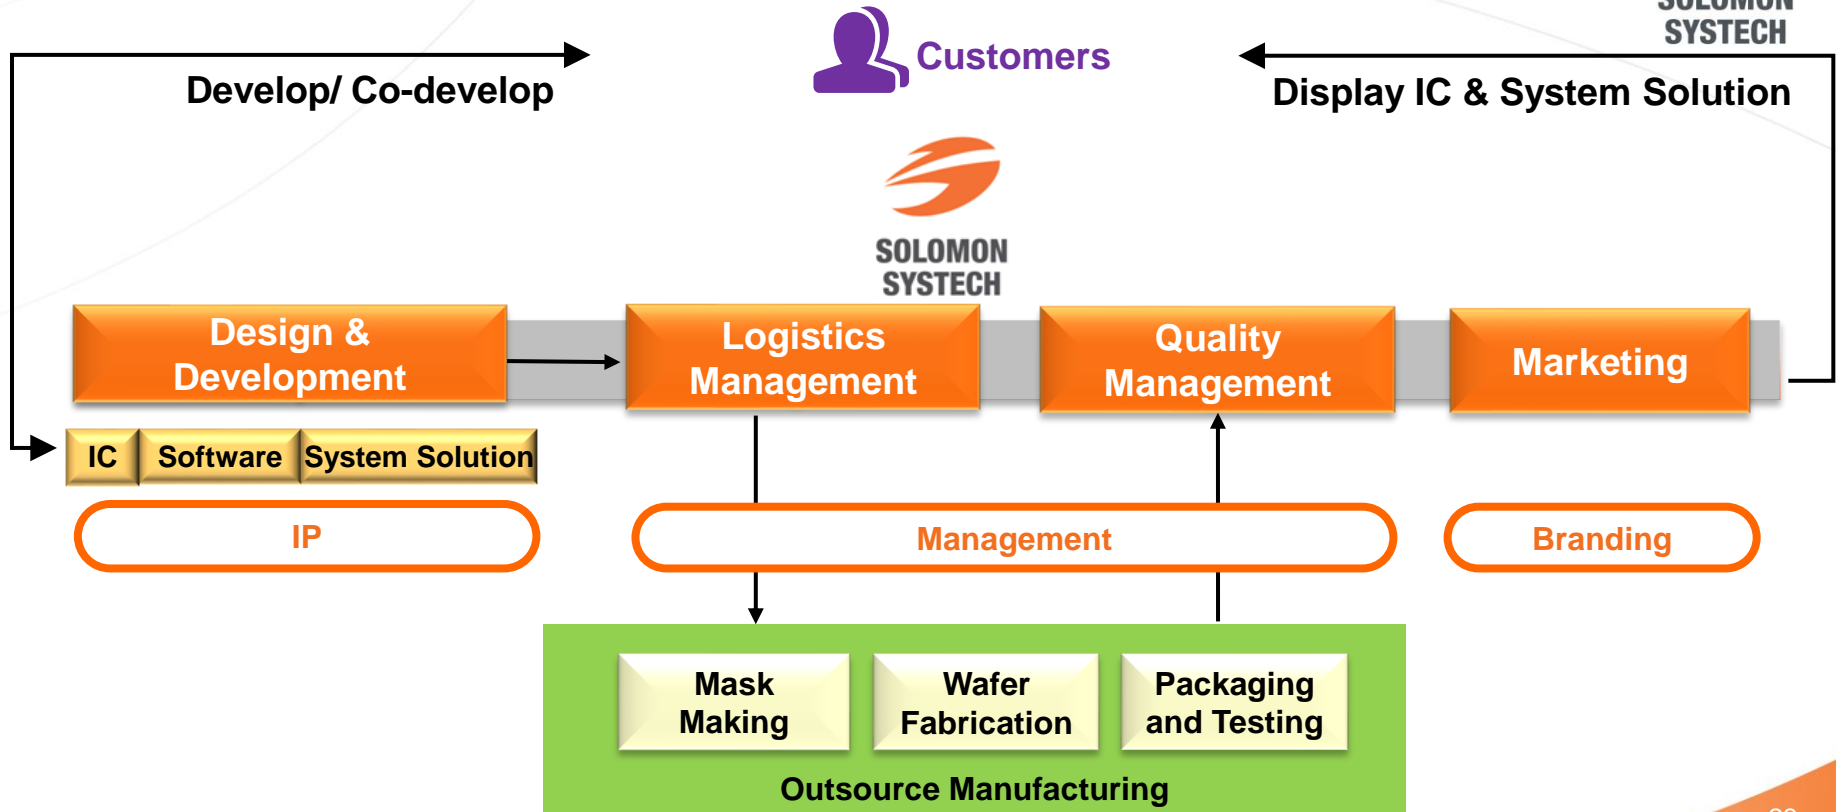 SOLOMON
SYSTECH
Customers
Develop/ Co-develop
Display IC & System Solution
SOLOMON
SYSTECH
Design &
Development
Logistics
Management
Quality
Management
Marketing
IC
Software
System Solution
IP
Management
Branding
Mask
Making
Wafer
Fabrication
Packaging
and Testing
Outsource Manufacturing